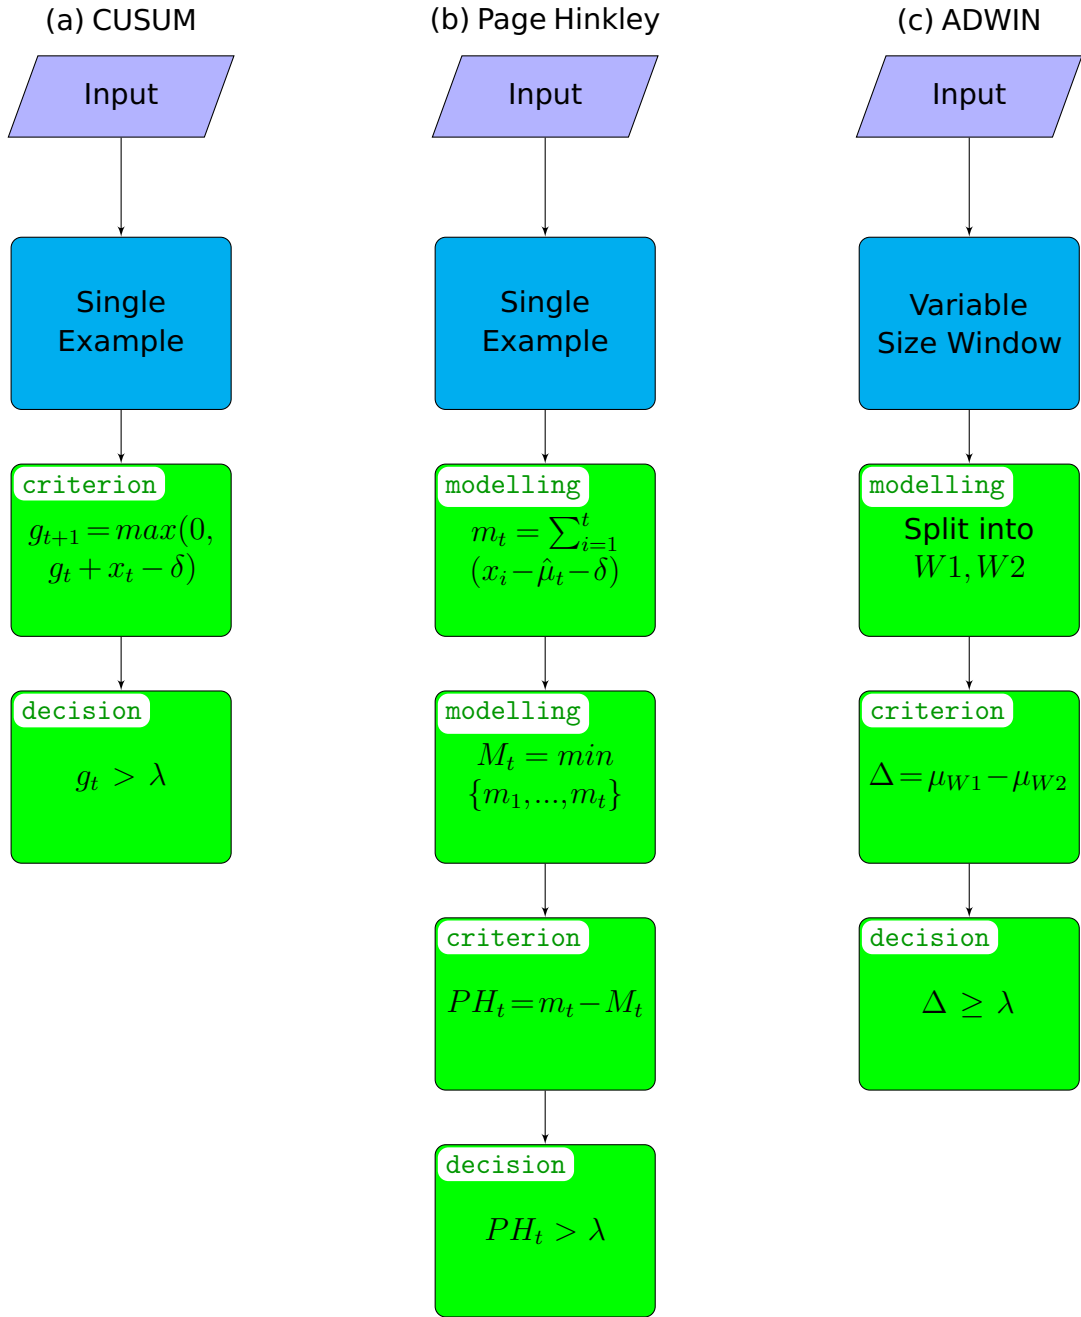 (a) CUSUM
Input
Single
Example
criterion
g_{t+1} = max(0,
g_t + x_t − δ)
decision
g_t > λ
(b) Page Hinkley
Input
Single
Example
modelling
m_t = ∑_{i=1}^{t}
(x_i − μ̂_t − δ)
modelling
M_t = min
{m_1,...,m_t}
criterion
PH_t = m_t − M_t
decision
PH_t > λ
(c) ADWIN
Input
Variable
Size Window
modelling
Split into
W1, W2
criterion
Δ = μ_{W1} − μ_{W2}
decision
Δ ≥ λ